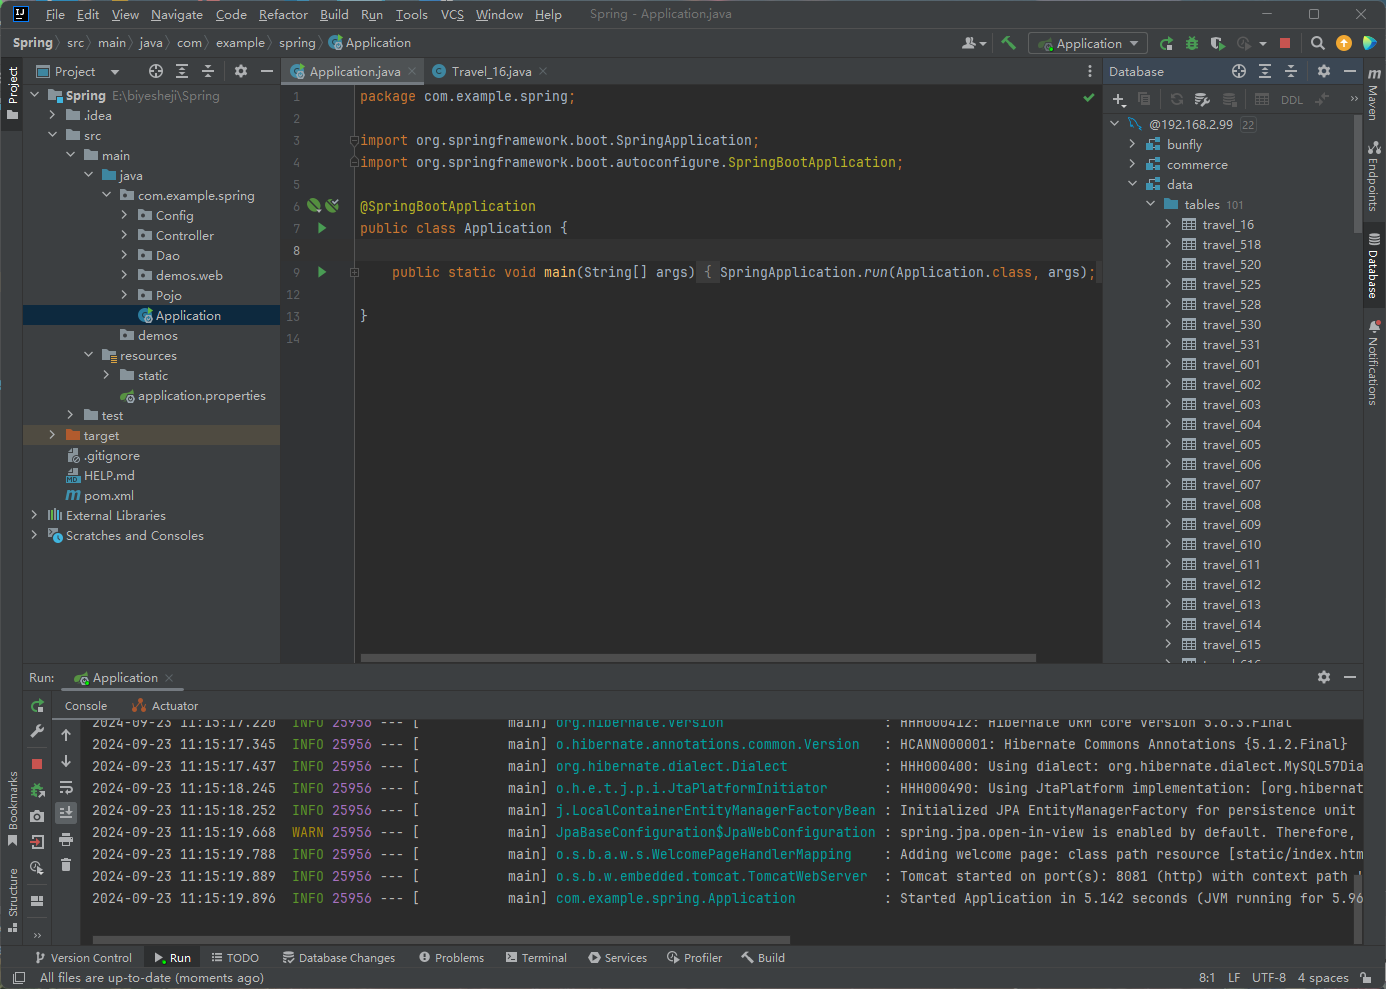 File Edit View Navigate Code Refactor Build Run Tools VCS Window Help Spring - Application.java
Spring src main java com example spring Application
Application
Project
Application.java
Travel_16.java
Database
Project
Spring E:\biyesheji\Spring
.idea
src
main
java
com.example.spring
Config
Controller
Dao
demos.web
Pojo
Application
demos
resources
static
application.properties
test
target
.gitignore
HELP.md
pom.xml
External Libraries
Scratches and Consoles
1 package com.example.spring;
2
3 import org.springframework.boot.SpringApplication;
4 import org.springframework.boot.autoconfigure.SpringBootApplication;
5
6 @SpringBootApplication
7 public class Application {
8
9 public static void main(String[] args) { SpringApplication.run(Application.class, args);
12
13 }
14
DDL
@192.168.2.99 22
bunfly
commerce
data
tables 101
travel_16
travel_518
travel_520
travel_525
travel_528
travel_530
travel_531
travel_601
travel_602
travel_603
travel_604
travel_605
travel_606
travel_607
travel_608
travel_609
travel_610
travel_611
travel_612
travel_613
travel_614
travel_615
Maven
Endpoints
Database
Notifications
Run: Application
Console Actuator
2024-09-23 11:15:17.220 INFO 25956 --- [ main] org.hibernate.Version : HHH000412: Hibernate ORM core version 5.6.3.Final
2024-09-23 11:15:17.345 INFO 25956 --- [ main] o.hibernate.annotations.common.Version : HCANN000001: Hibernate Commons Annotations {5.1.2.Final}
2024-09-23 11:15:17.437 INFO 25956 --- [ main] org.hibernate.dialect.Dialect : HHH000400: Using dialect: org.hibernate.dialect.MySQL57Dia
2024-09-23 11:15:18.245 INFO 25956 --- [ main] o.h.e.t.j.p.i.JtaPlatformInitiator : HHH000490: Using JtaPlatform implementation: [org.hibernat
2024-09-23 11:15:18.252 INFO 25956 --- [ main] j.LocalContainerEntityManagerFactoryBean : Initialized JPA EntityManagerFactory for persistence unit
2024-09-23 11:15:19.668 WARN 25956 --- [ main] JpaBaseConfiguration$JpaWebConfiguration : spring.jpa.open-in-view is enabled by default. Therefore,
2024-09-23 11:15:19.788 INFO 25956 --- [ main] o.s.b.a.w.s.WelcomePageHandlerMapping : Adding welcome page: class path resource [static/index.htm
2024-09-23 11:15:19.889 INFO 25956 --- [ main] o.s.b.w.embedded.tomcat.TomcatWebServer : Tomcat started on port(s): 8081 (http) with context path '
2024-09-23 11:15:19.896 INFO 25956 --- [ main] com.example.spring.Application : Started Application in 5.142 seconds (JVM running for 5.96
Bookmarks
Structure
Version Control Run TODO Database Changes Problems Terminal Services Profiler Build
All files are up-to-date (moments ago)
8:1 LF UTF-8 4 spaces